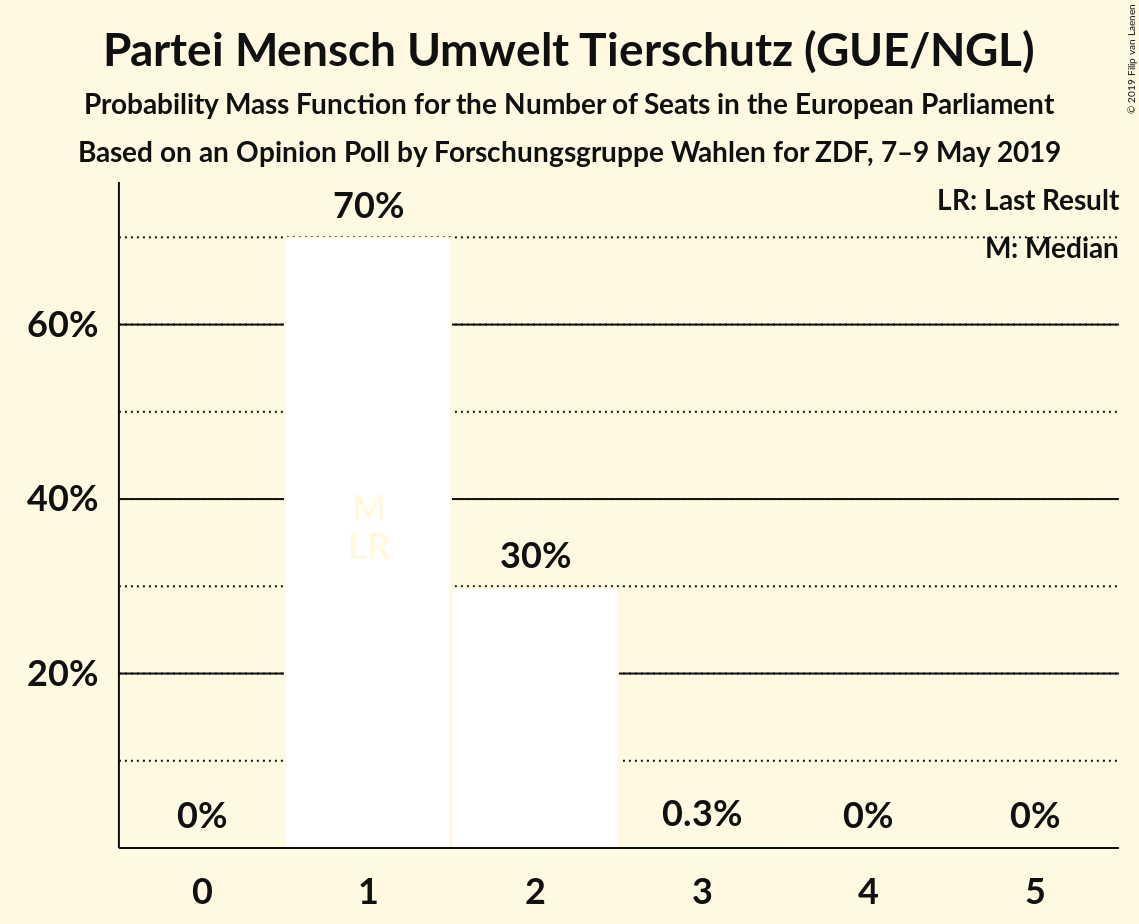 Partei Mensch Umwelt Tierschutz (GUE/NGL)
Probability Mass Function for the Number of Seats in the European Parliament
Based on an Opinion Poll by Forschungsgruppe Wahlen for ZDF, 7–9 May 2019
© 2019 Filip van Laenen
LR: Last Result
M: Median
70%
60%
40%
20%
M
LR
30%
0%
0.3%
0%
0%
0
1
2
3
4
5